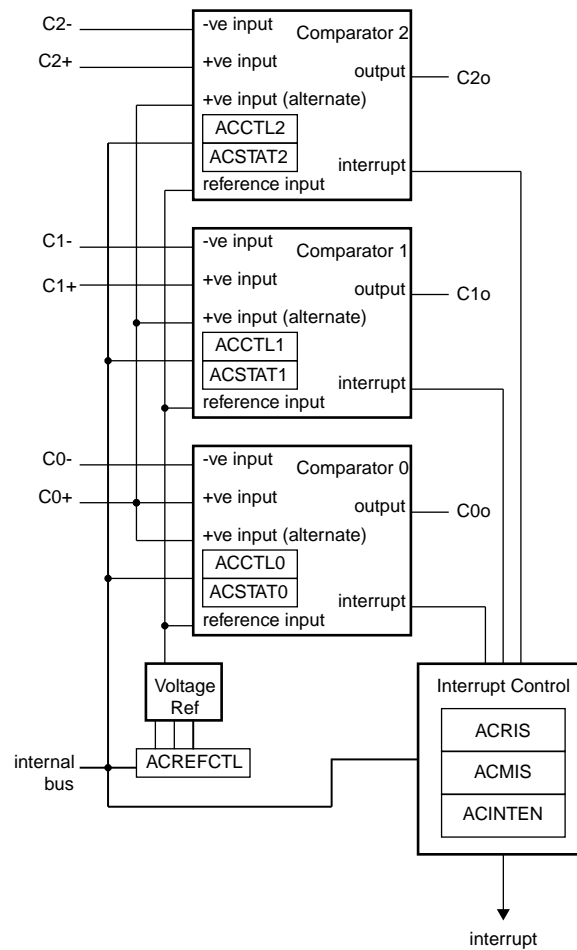 C2-
-ve input
Comparator 2
C2+
+ve input
output
C2o
+ve input (alternate)
ACCTL2
ACSTAT2
interrupt
reference input
C1-
-ve input
Comparator 1
C1+
+ve input
output
C1o
+ve input (alternate)
ACCTL1
ACSTAT1
interrupt
reference input
C0-
-ve input
Comparator 0
C0+
+ve input
output
C0o
+ve input (alternate)
ACCTL0
ACSTAT0
interrupt
reference input
Voltage
Ref
Interrupt Control
ACRIS
internal
bus
ACREFCTL
ACMIS
ACINTEN
interrupt